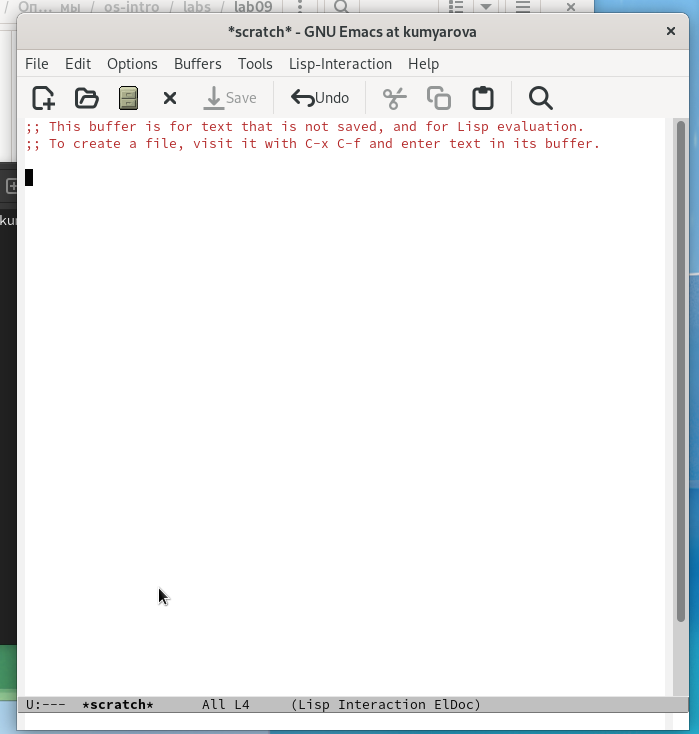 / Оп… мы / os-intro / labs / lab09
*scratch* - GNU Emacs at kumyarova
File Edit Options Buffers Tools Lisp-Interaction Help
Save Undo
;; This buffer is for text that is not saved, and for Lisp evaluation.
;; To create a file, visit it with C-x C-f and enter text in its buffer.
kur
U:--- *scratch* All L4 (Lisp Interaction ElDoc)